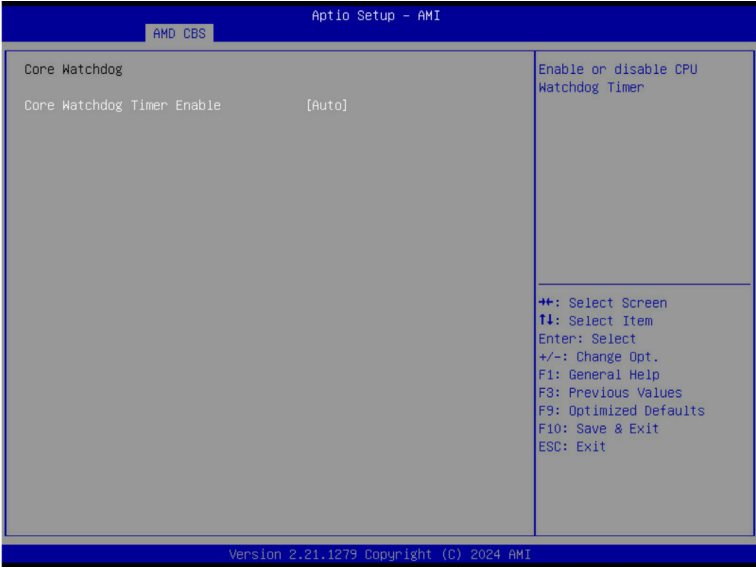 Aptio Setup – AMI
AMD CBS
Core Watchdog
Core Watchdog Timer Enable [Auto]
Enable or disable CPU
Watchdog Timer
→←: Select Screen
↑↓: Select Item
Enter: Select
+/-: Change Opt.
F1: General Help
F3: Previous Values
F9: Optimized Defaults
F10: Save & Exit
ESC: Exit
Version 2.21.1279 Copyright (C) 2024 AMI